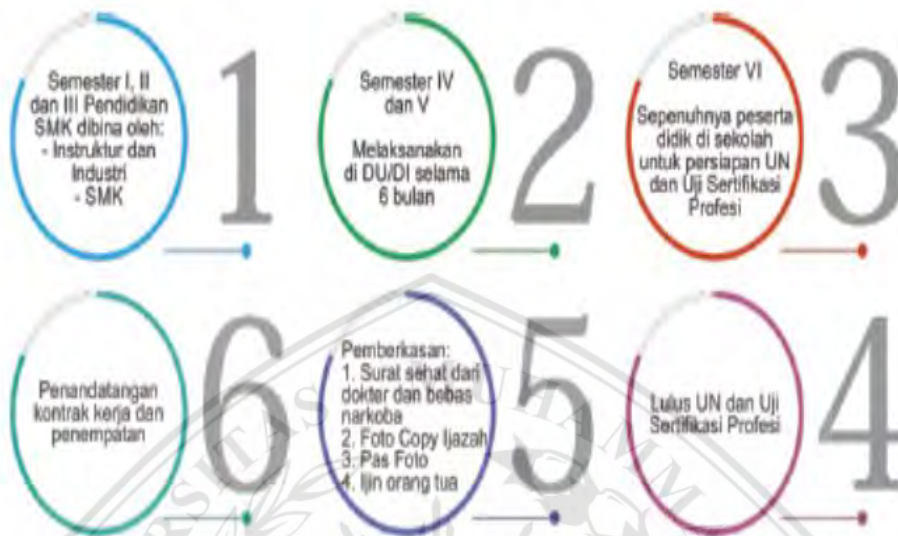 Semester I, II
dan III Pendidikan
SMK dibina oleh:
- Instruktur dan
Industri
- SMK
1
Semester IV
dan V
Melaksanakan
di DU/DI selama
6 bulan
2
Semester VI
Sepenuhnya peserta
didik di sekolah
untuk persiapan UN
dan Uji Sertifikasi
Profesi
3
Lulus UN dan Uji
Sertifikasi Profesi
4
Pemberkasan:
1. Surat sehat dari
dokter dan bebas
narkoba
2. Foto Copy Ijazah
3. Pas Foto
4. Ijin orang tua
5
Penandatangan
kontrak kerja dan
penempatan
6